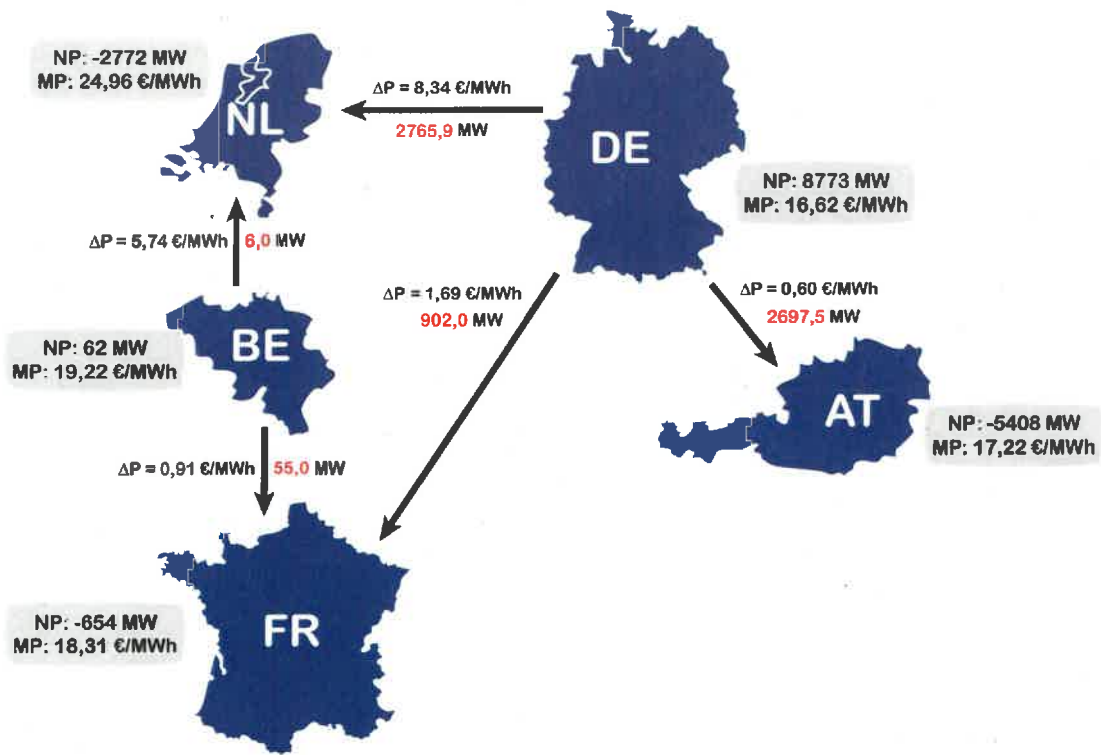 NP: -2772 MW
MP: 24,96 €/MWh
NL
ΔP = 8,34 €/MWh
2765,9 MW
DE
NP: 8773 MW
MP: 16,62 €/MWh
ΔP = 5,74 €/MWh
6,0 MW
ΔP = 1,69 €/MWh
902,0 MW
ΔP = 0,60 €/MWh
2697,5 MW
NP: 62 MW
MP: 19,22 €/MWh
BE
AT
NP: -5408 MW
MP: 17,22 €/MWh
ΔP = 0,91 €/MWh
55,0 MW
NP: -654 MW
MP: 18,31 €/MWh
FR